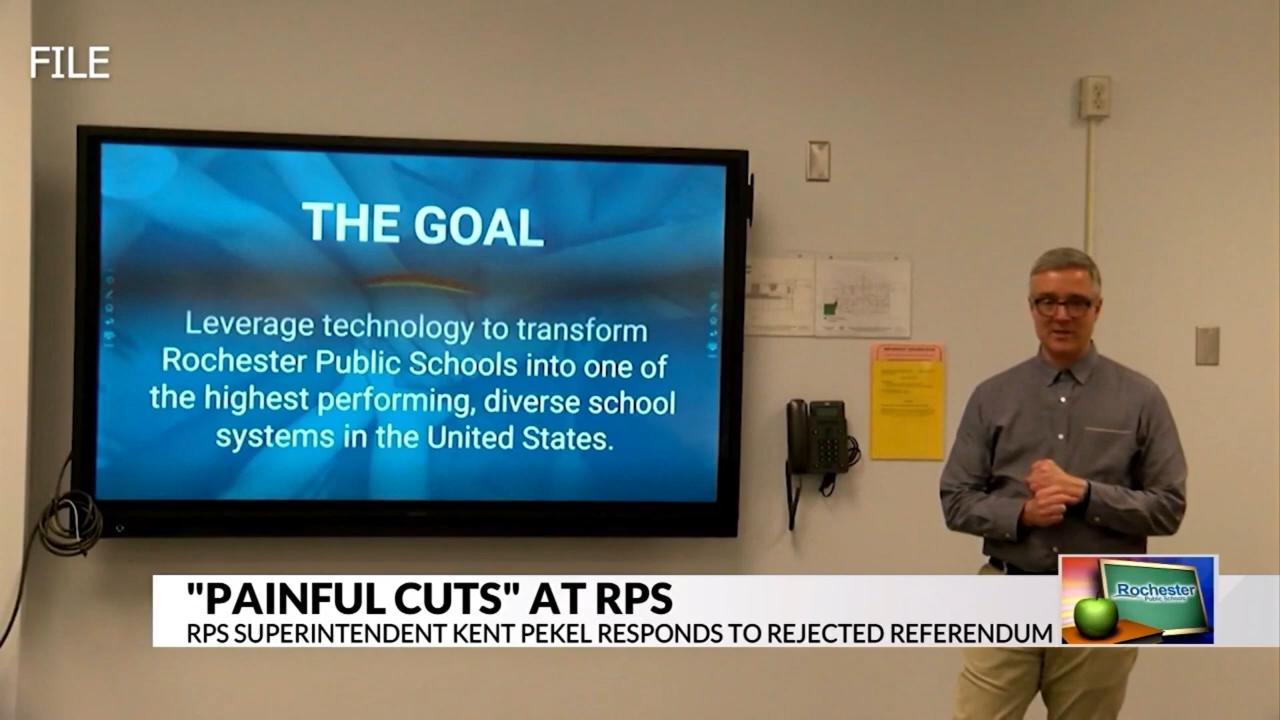 FILE
THE GOAL
Leverage technology to transform
Rochester Public Schools into one of
the highest performing, diverse school
systems in the United States.
"PAINFUL CUTS" AT RPS
RPS SUPERINTENDENT KENT PEKEL RESPONDS TO REJECTED REFERENDUM
Rochester
Public Schools